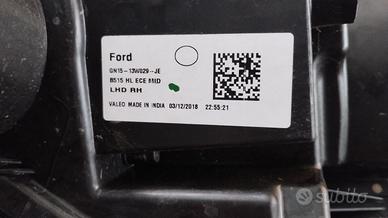 Ford
GN15-13W029-JE
B515 HL ECE MID
LHD RH
VALEO MADE IN INDIA 03/12/2018 22:55:21
subito